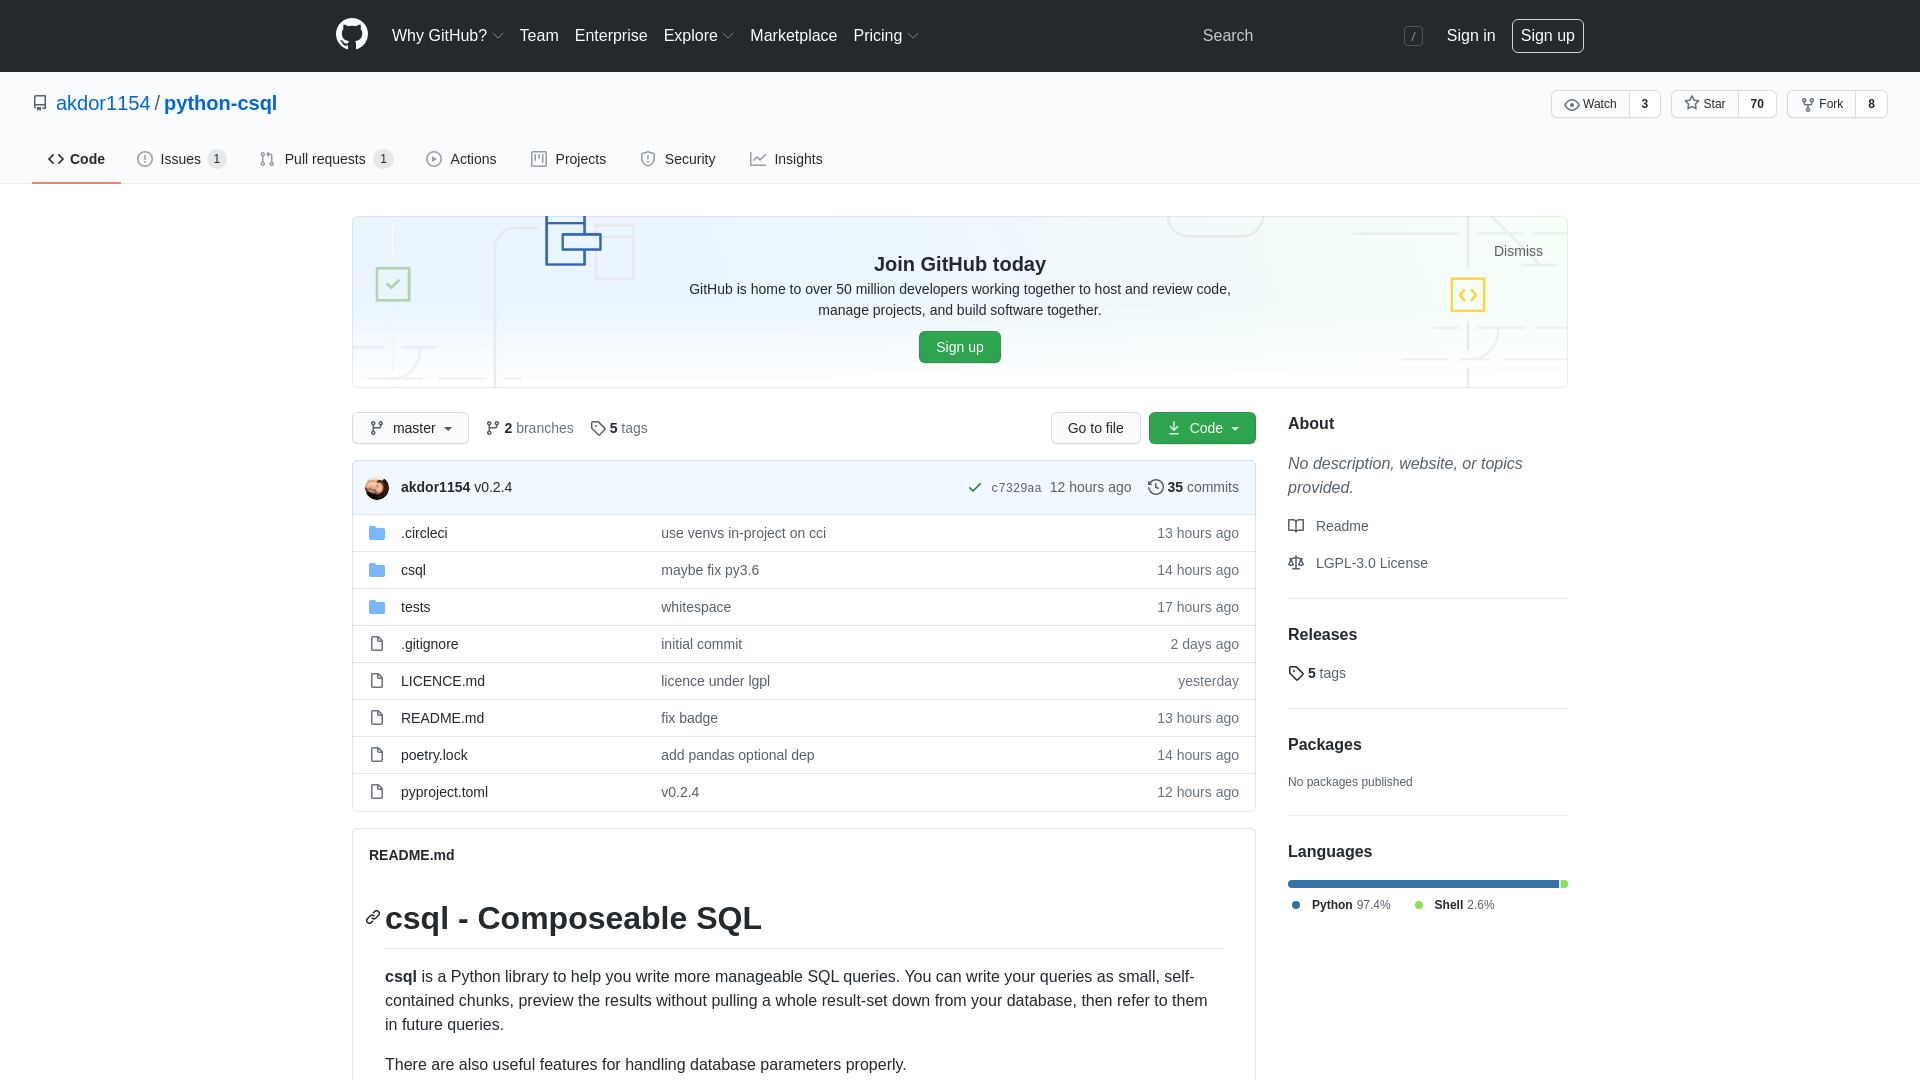 Why GitHub? Team Enterprise Explore Marketplace Pricing Search / Sign in Sign up
akdor1154 / python-csql Watch 3 Star 70 Fork 8
Code Issues 1 Pull requests 1 Actions Projects Security Insights
Dismiss
Join GitHub today
GitHub is home to over 50 million developers working together to host and review code,
manage projects, and build software together.
Sign up
master 2 branches 5 tags Go to file Code
akdor1154 v0.2.4 c7329aa 12 hours ago 35 commits
.circleci use venvs in-project on cci 13 hours ago
csql maybe fix py3.6 14 hours ago
tests whitespace 17 hours ago
.gitignore initial commit 2 days ago
LICENCE.md licence under lgpl yesterday
README.md fix badge 13 hours ago
poetry.lock add pandas optional dep 14 hours ago
pyproject.toml v0.2.4 12 hours ago
README.md
csql - Composeable SQL
csql is a Python library to help you write more manageable SQL queries. You can write your queries as small, self-
contained chunks, preview the results without pulling a whole result-set down from your database, then refer to them
in future queries.
There are also useful features for handling database parameters properly.
About
No description, website, or topics
provided.
Readme
LGPL-3.0 License
Releases
5 tags
Packages
No packages published
Languages
Python 97.4% Shell 2.6%